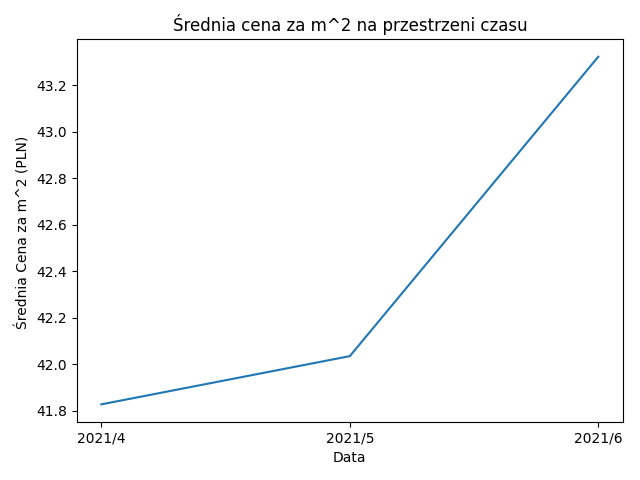 Średnia cena za m^2 na przestrzeni czasu
Średnia Cena za m^2 (PLN)
43.2
43.0
42.8
42.6
42.4
42.2
42.0
41.8
2021/4 2021/5 2021/6
Data